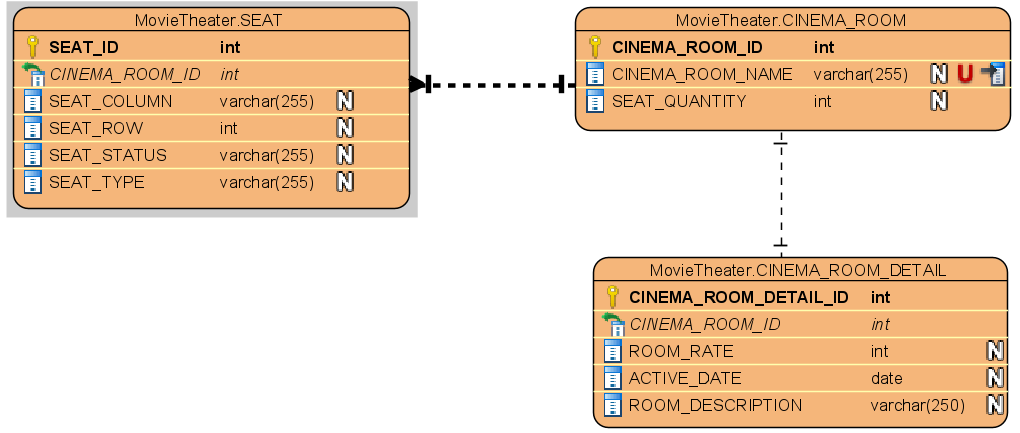 MovieTheater.SEAT
SEAT_ID int
CINEMA_ROOM_ID int
SEAT_COLUMN varchar(255) N
SEAT_ROW int N
SEAT_STATUS varchar(255) N
SEAT_TYPE varchar(255) N
MovieTheater.CINEMA_ROOM
CINEMA_ROOM_ID int
CINEMA_ROOM_NAME varchar(255) N U
SEAT_QUANTITY int N
MovieTheater.CINEMA_ROOM_DETAIL
CINEMA_ROOM_DETAIL_ID int
CINEMA_ROOM_ID int
ROOM_RATE int N
ACTIVE_DATE date N
ROOM_DESCRIPTION varchar(250) N